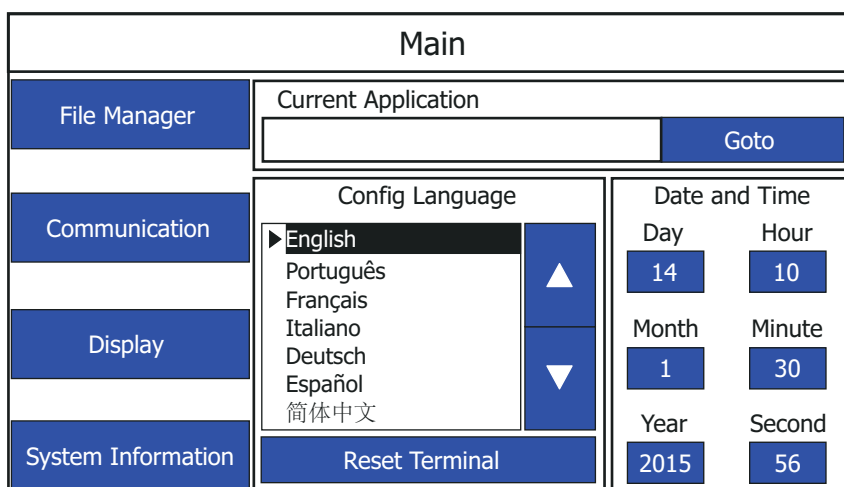 Main
File Manager
Communication
Display
System Information
Current Application
Goto
Config Language
English
Português
Français
Italiano
Deutsch
Español
简体中文
Reset Terminal
Date and Time
Day Hour
14 10
Month Minute
1 30
Year Second
2015 56